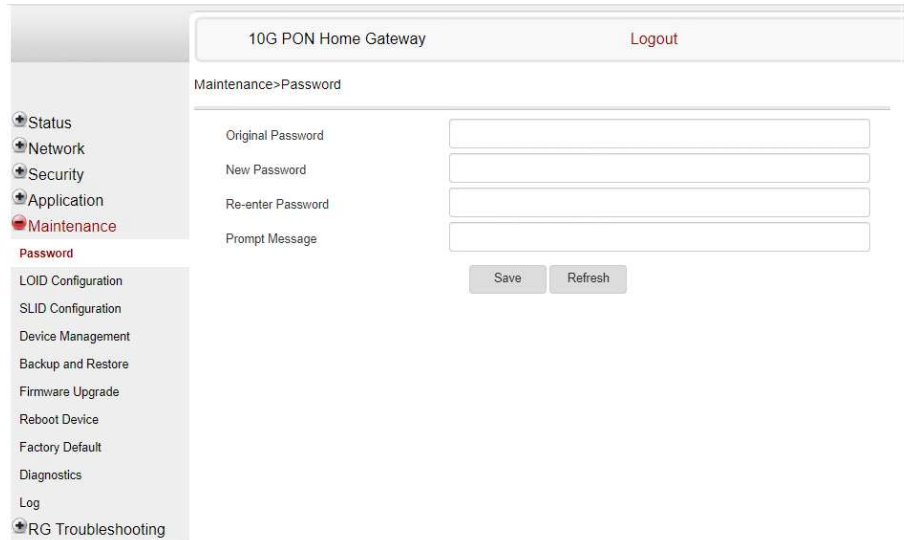 10G PON Home Gateway Logout
Maintenance>Password
Status
Network
Security
Application
Maintenance
Password
LOID Configuration
SLID Configuration
Device Management
Backup and Restore
Firmware Upgrade
Reboot Device
Factory Default
Diagnostics
Log
RG Troubleshooting
Original Password
New Password
Re-enter Password
Prompt Message
Save Refresh